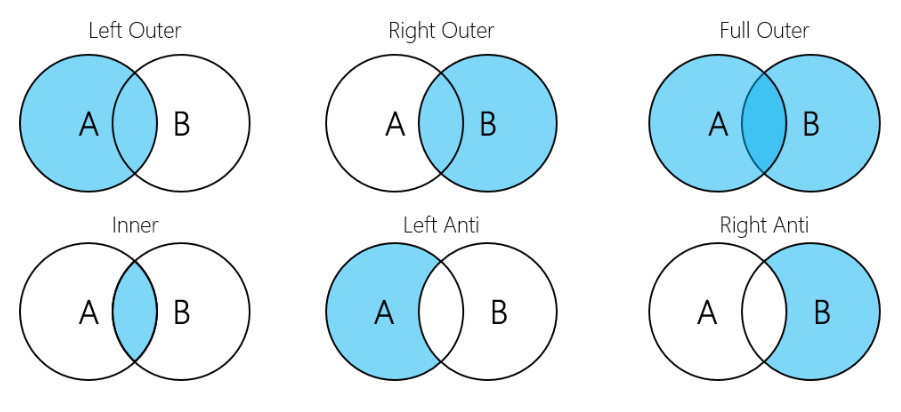 Left Outer
Right Outer
Full Outer
A B
A B
A B
Inner
Left Anti
Right Anti
A B
A B
A B